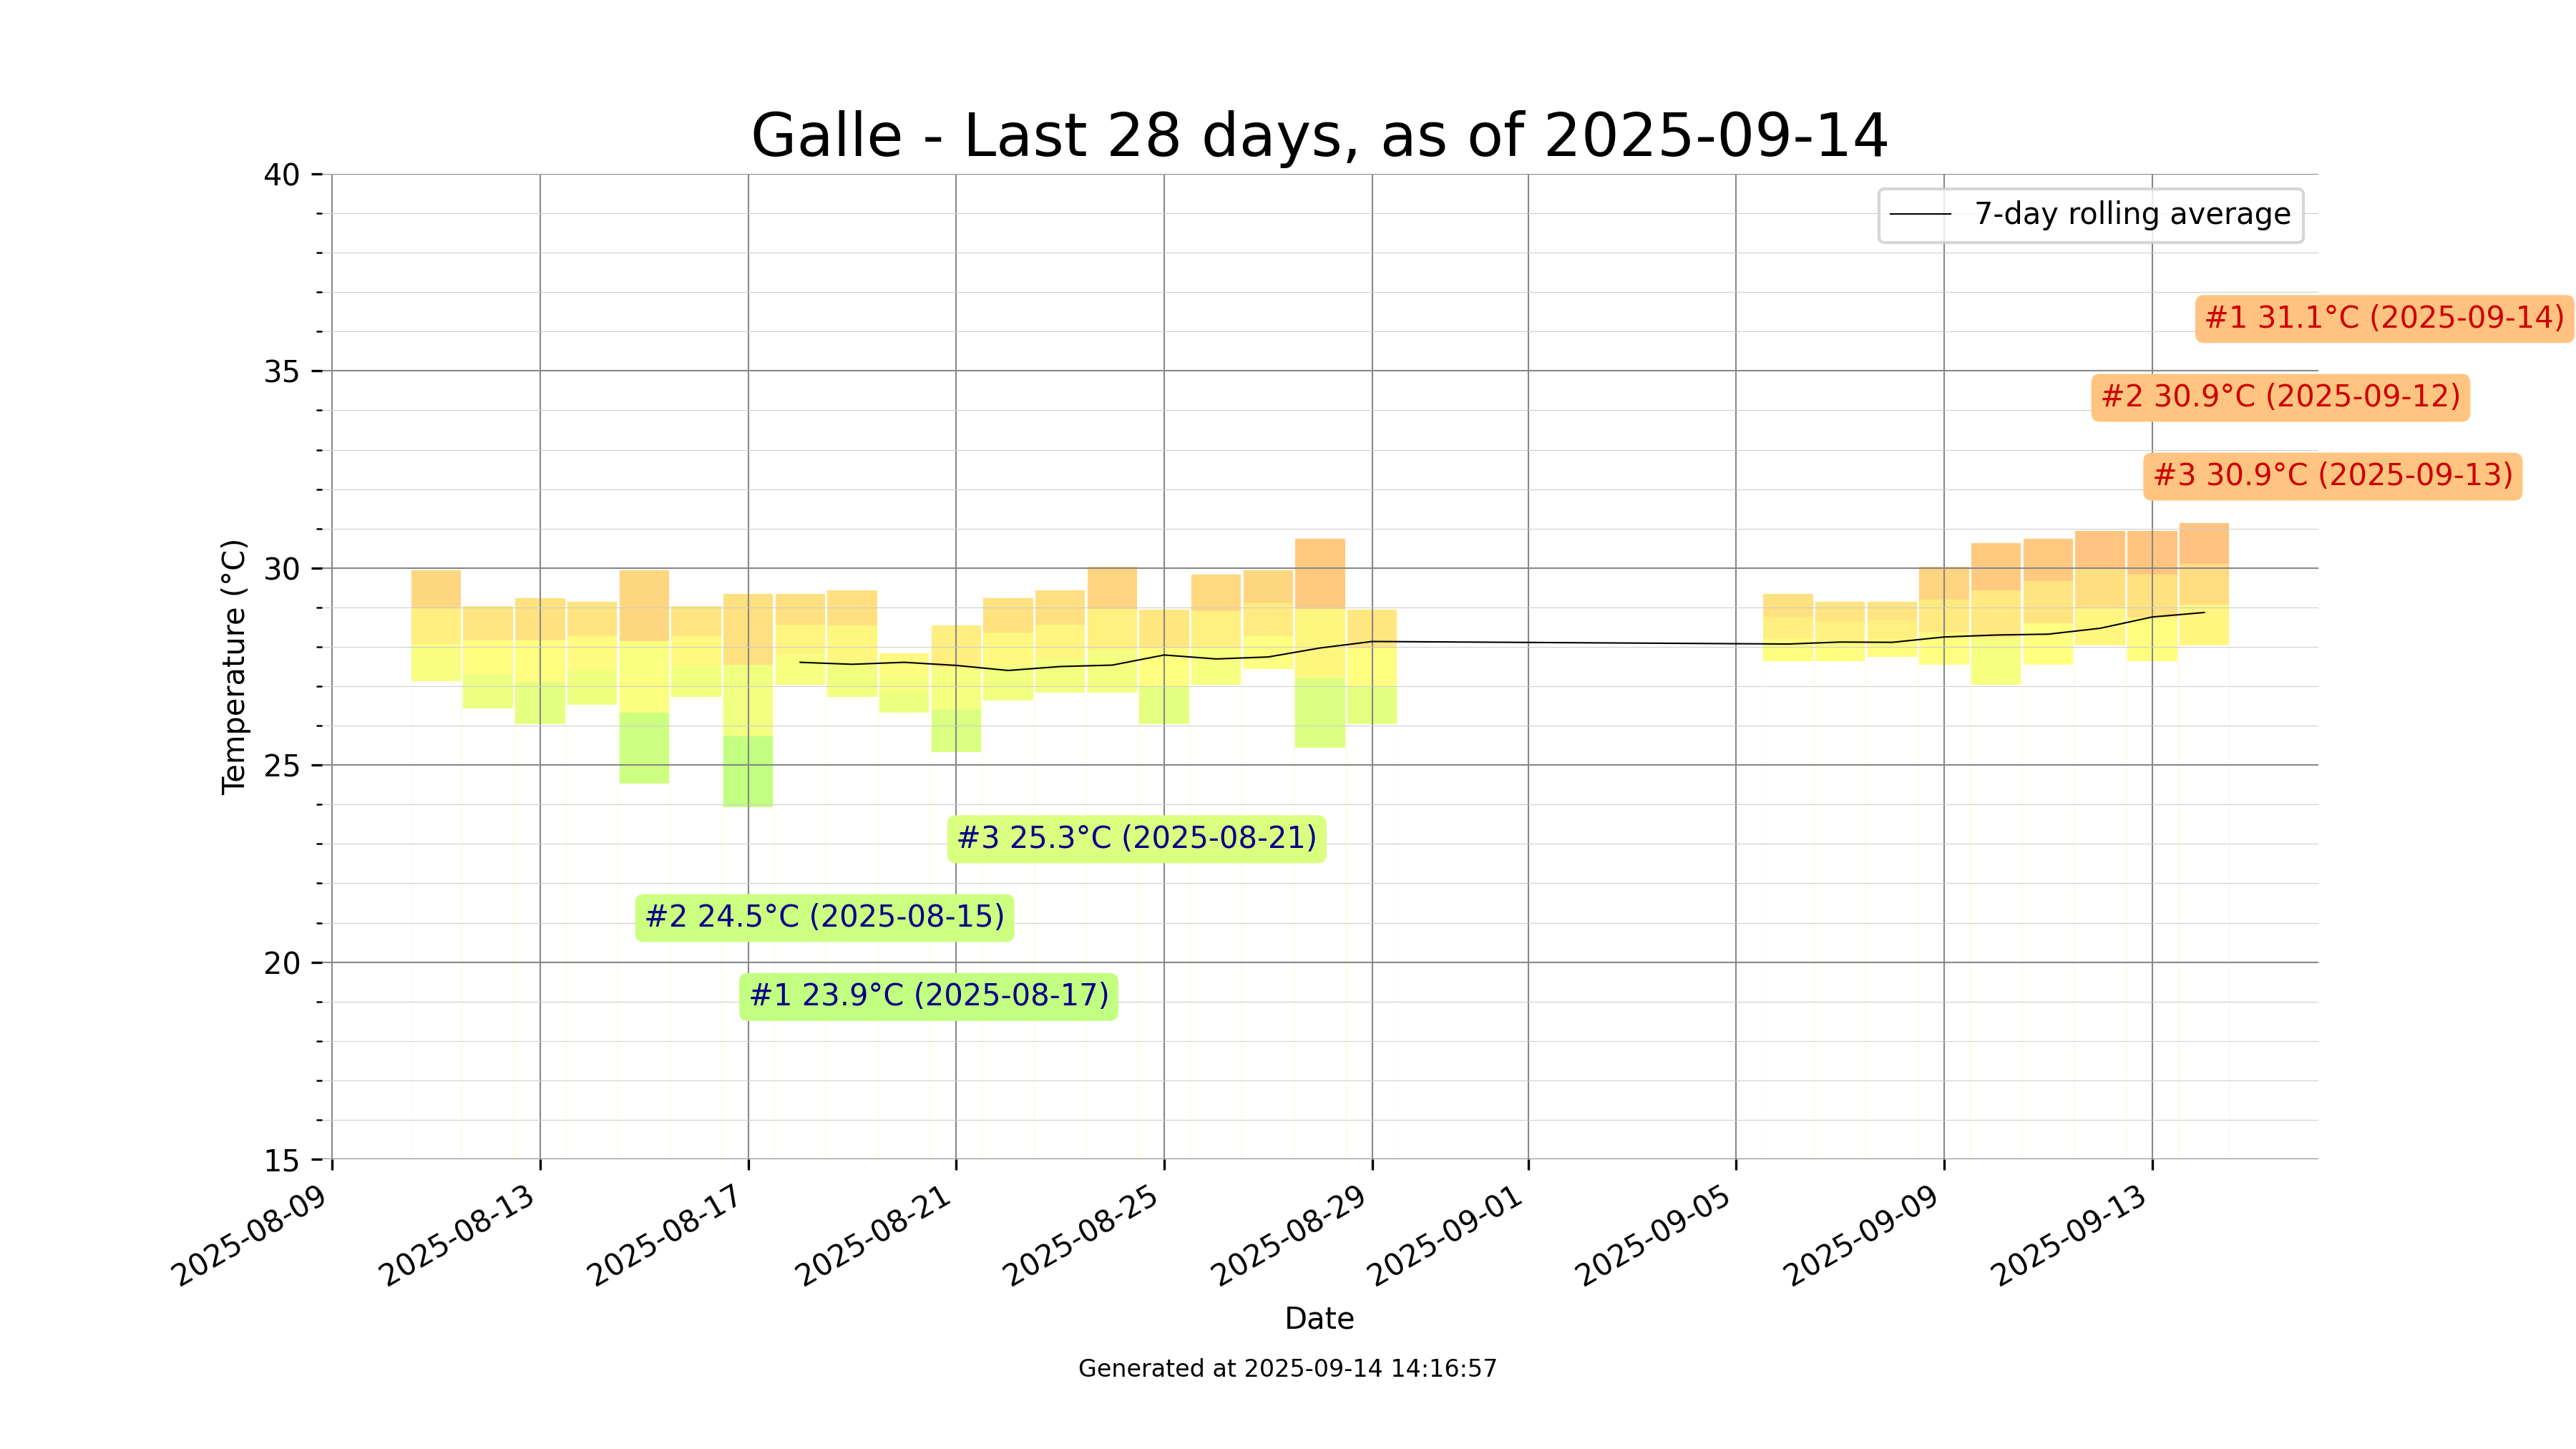 Galle - Last 28 days, as of 2025-09-14
7-day rolling average
40
35
30
25
20
15
Temperature (°C)
#1 31.1°C (2025-09-14)
#2 30.9°C (2025-09-12)
#3 30.9°C (2025-09-13)
#3 25.3°C (2025-08-21)
#2 24.5°C (2025-08-15)
#1 23.9°C (2025-08-17)
2025-08-09
2025-08-13
2025-08-17
2025-08-21
2025-08-25
2025-08-29
2025-09-01
2025-09-05
2025-09-09
2025-09-13
Date
Generated at 2025-09-14 14:16:57